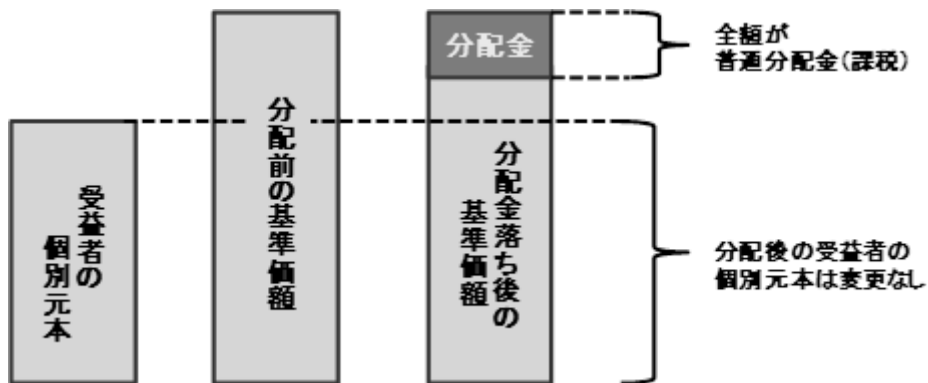 受益者の
個別元本
分配前の基準価額
分配金
分配金落ち後の
基準価額
全額が
普通分配金(課税)
分配後の受益者の
個別元本は変更なし